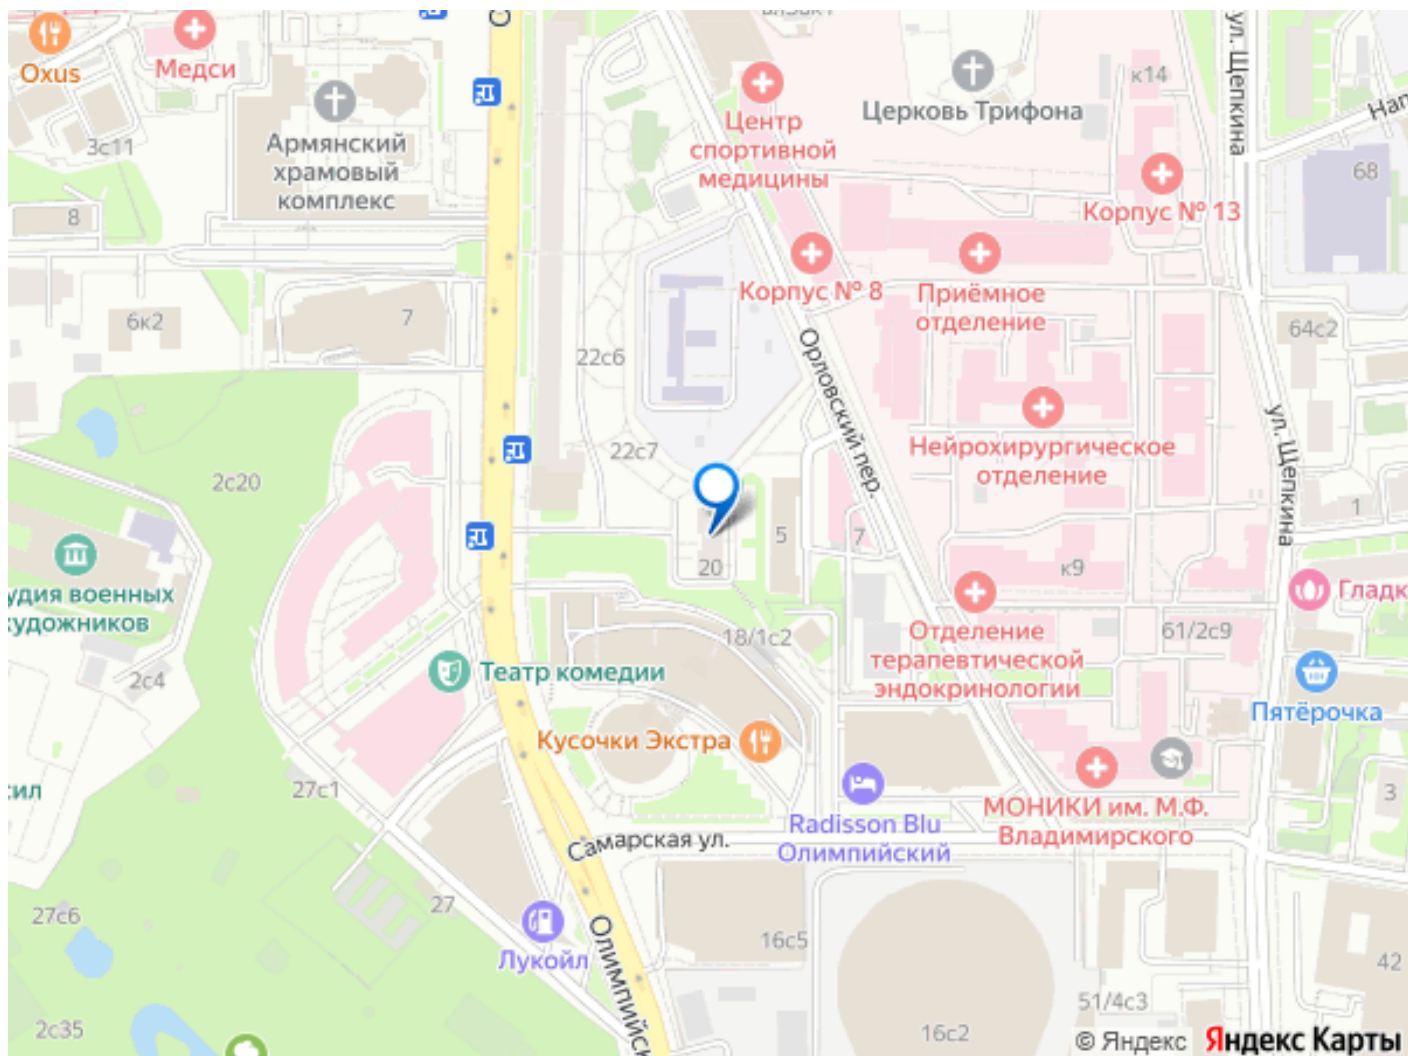 Oxus
Медси
3с11
Армянский
храмовый
комплекс
8
6к2
7
Центр
спортивной
медицины
Церковь Трифона
к14
ул. Щепкина
68
Корпус № 13
Корпус № 8
Приёмное
отделение
64с2
22с6
Орловский пер.
Нейрохирургическое
отделение
ул. Щепкина
22с7
2с20
1
5
7
20
к9
удия военных
художников
2с4
Театр комедии
18/1с2
Отделение
терапевтической
эндокринологии
61/2с9
Гладк
Пятёрочка
Кусочки Экстра
27с1
Radisson Blu
Олимпийский
МОНИКИ им. М.Ф.
Владимирского
3
сил
Самарская ул.
27
27с6
Лукойл
Олимпийск
16с5
42
51/4с3
2с35
16с2
© Яндекс Яндекс Карты